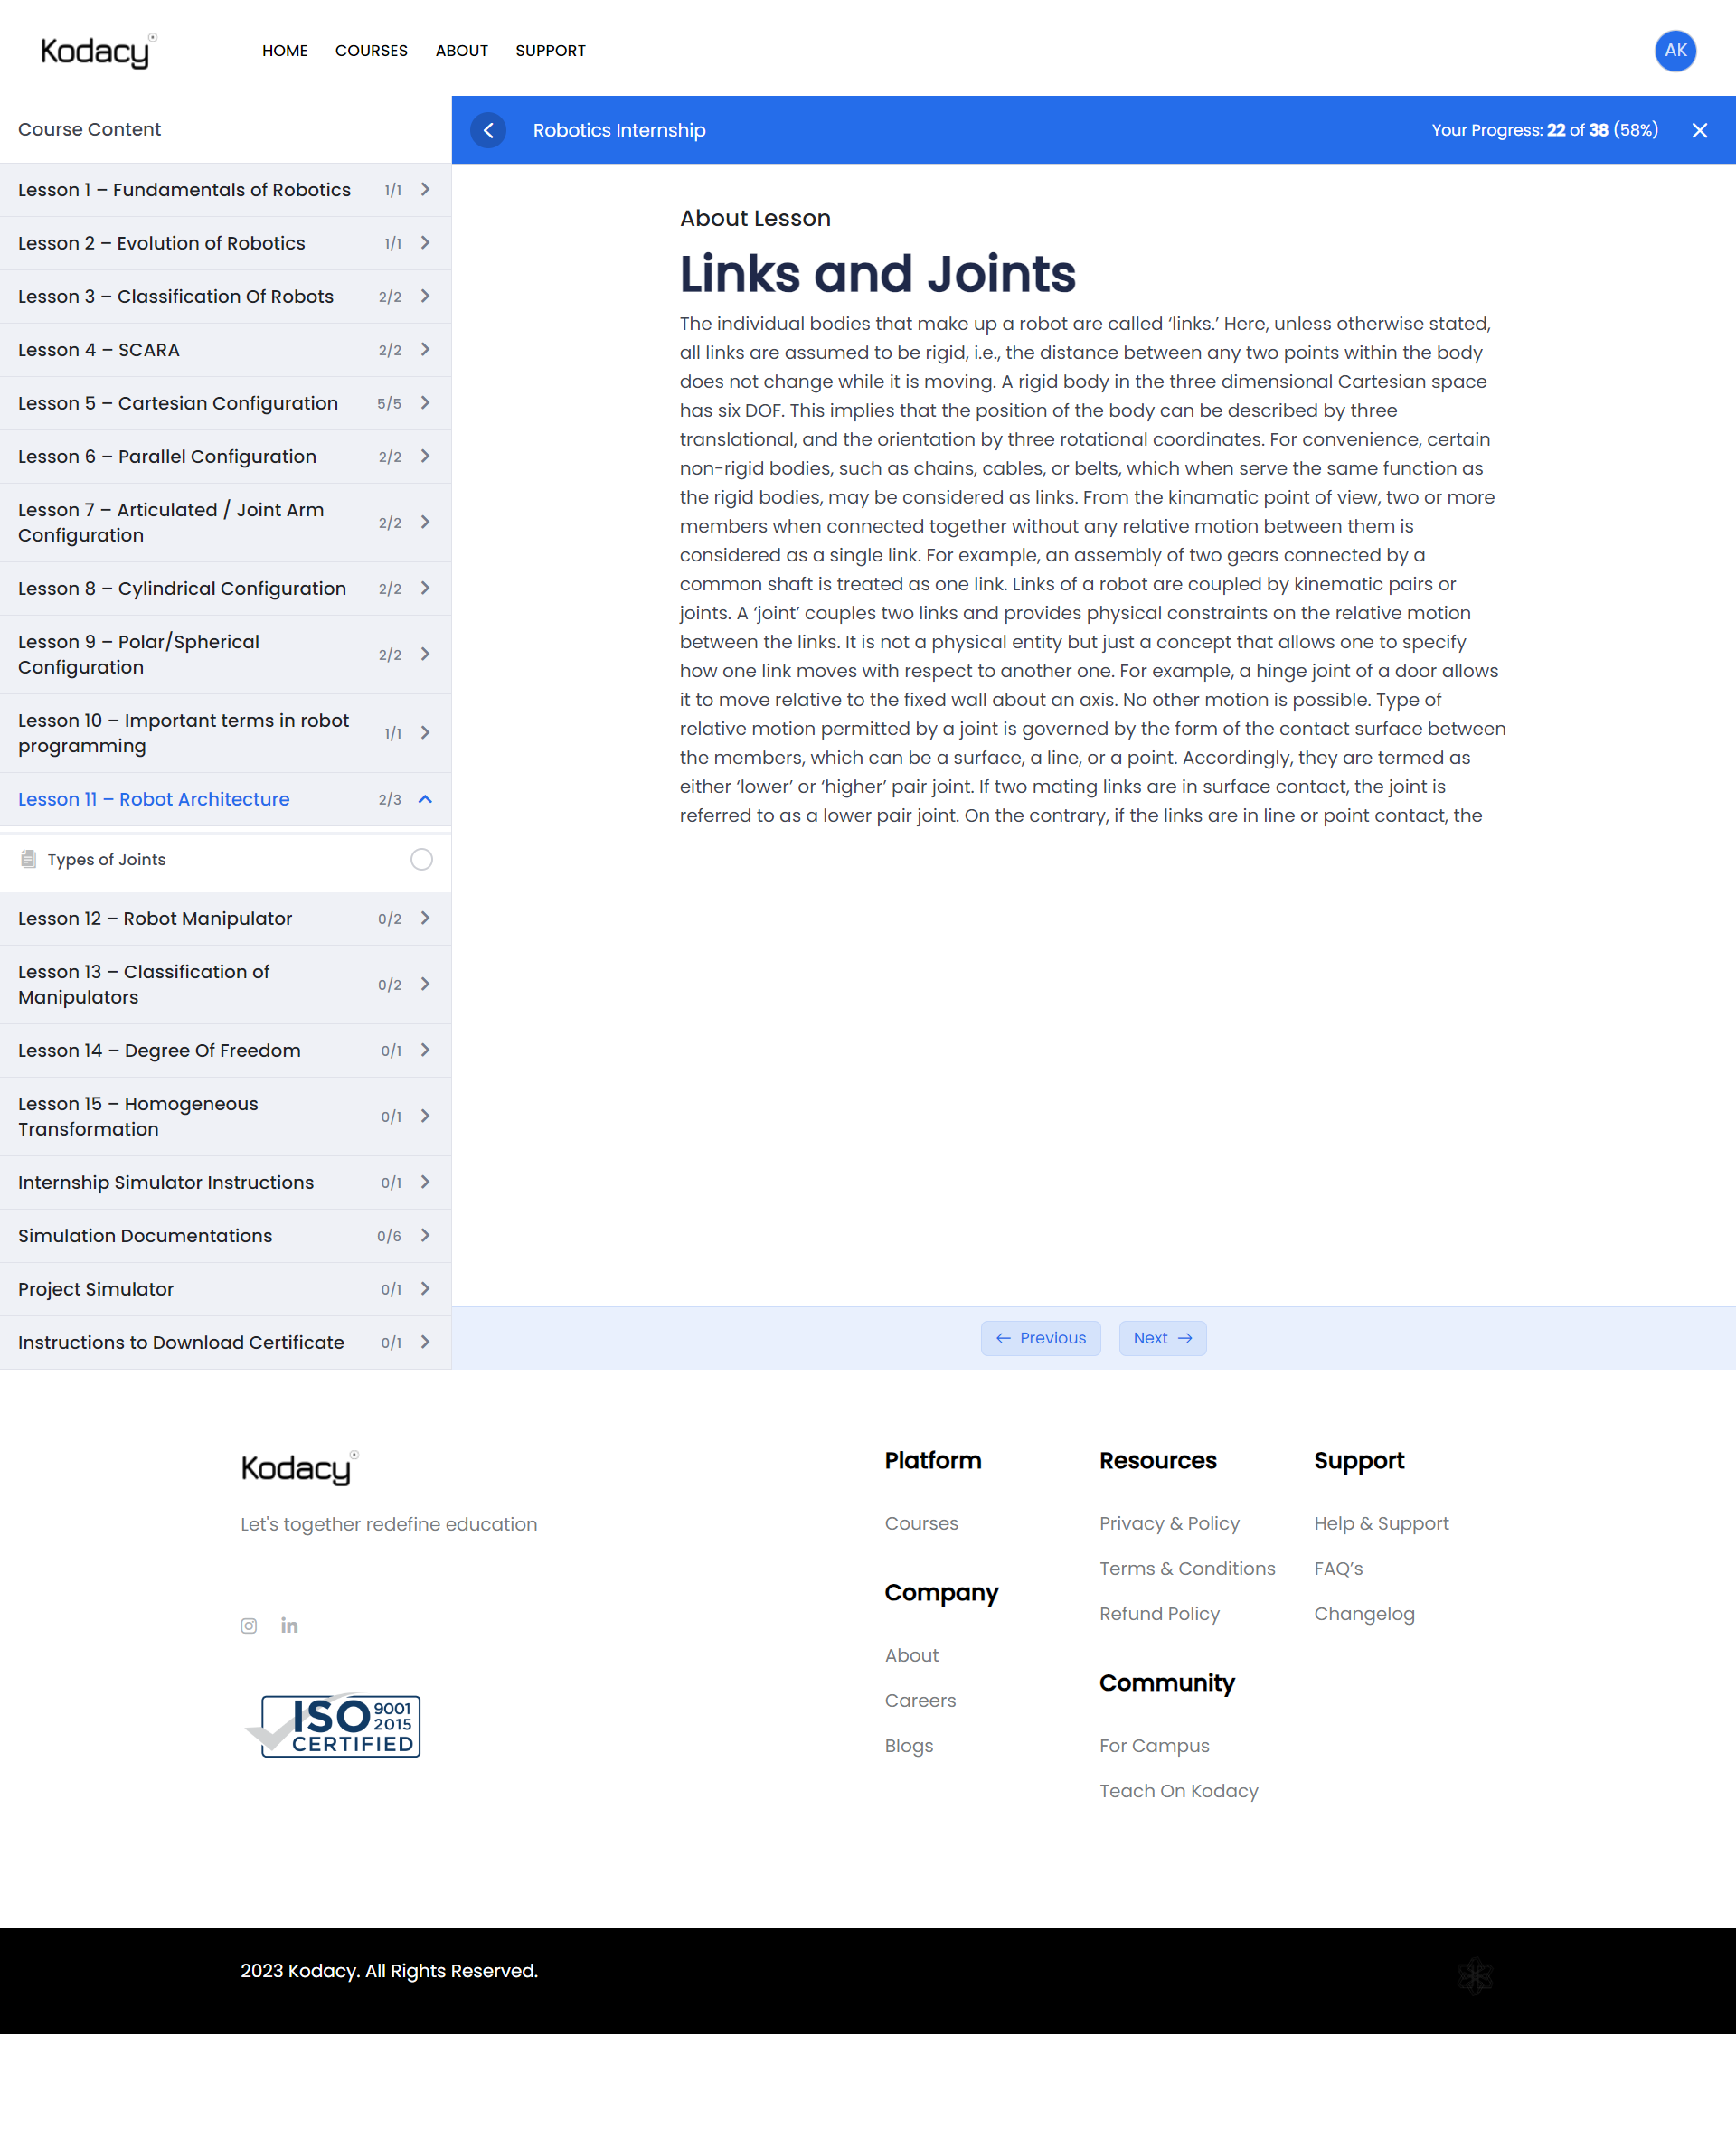 Kodacy
HOME
COURSES
ABOUT
SUPPORT
AK
Course Content
Robotics Internship
Your Progress: 22 of 38 (58%)
Lesson 1 – Fundamentals of Robotics 1/1
Lesson 2 – Evolution of Robotics 1/1
Lesson 3 – Classification Of Robots 2/2
Lesson 4 – SCARA 2/2
Lesson 5 – Cartesian Configuration 5/5
Lesson 6 – Parallel Configuration 2/2
Lesson 7 – Articulated / Joint Arm
Configuration 2/2
Lesson 8 – Cylindrical Configuration 2/2
Lesson 9 – Polar/Spherical
Configuration 2/2
Lesson 10 – Important terms in robot
programming 1/1
Lesson 11 – Robot Architecture 2/3
Types of Joints
Lesson 12 – Robot Manipulator 0/2
Lesson 13 – Classification of
Manipulators 0/2
Lesson 14 – Degree Of Freedom 0/1
Lesson 15 – Homogeneous
Transformation 0/1
Internship Simulator Instructions 0/1
Simulation Documentations 0/6
Project Simulator 0/1
Instructions to Download Certificate 0/1
About Lesson
Links and Joints
The individual bodies that make up a robot are called ‘links.’ Here, unless otherwise stated,
all links are assumed to be rigid, i.e., the distance between any two points within the body
does not change while it is moving. A rigid body in the three dimensional Cartesian space
has six DOF. This implies that the position of the body can be described by three
translational, and the orientation by three rotational coordinates. For convenience, certain
non-rigid bodies, such as chains, cables, or belts, which when serve the same function as
the rigid bodies, may be considered as links. From the kinamatic point of view, two or more
members when connected together without any relative motion between them is
considered as a single link. For example, an assembly of two gears connected by a
common shaft is treated as one link. Links of a robot are coupled by kinematic pairs or
joints. A ‘joint’ couples two links and provides physical constraints on the relative motion
between the links. It is not a physical entity but just a concept that allows one to specify
how one link moves with respect to another one. For example, a hinge joint of a door allows
it to move relative to the fixed wall about an axis. No other motion is possible. Type of
relative motion permitted by a joint is governed by the form of the contact surface between
the members, which can be a surface, a line, or a point. Accordingly, they are termed as
either ‘lower’ or ‘higher’ pair joint. If two mating links are in surface contact, the joint is
referred to as a lower pair joint. On the contrary, if the links are in line or point contact, the
← Previous
Next →
Kodacy
Let's together redefine education
ISO 9001
2015
CERTIFIED
Platform
Courses
Company
About
Careers
Blogs
Resources
Privacy & Policy
Terms & Conditions
Refund Policy
Community
For Campus
Teach On Kodacy
Support
Help & Support
FAQ’s
Changelog
2023 Kodacy. All Rights Reserved.